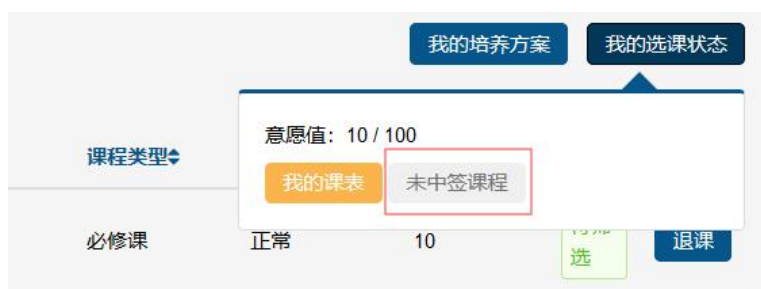 我的培养方案 我的选课状态
意愿值：10 / 100
课程类型
我的课表 未中签课程
必修课 正常 10 退课
选